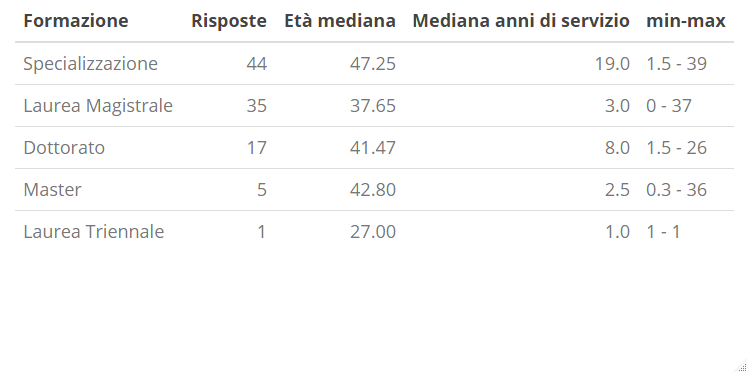 Formazione Risposte Età mediana Mediana anni di servizio min-max
Specializzazione 44 47.25 19.0 1.5 - 39
Laurea Magistrale 35 37.65 3.0 0 - 37
Dottorato 17 41.47 8.0 1.5 - 26
Master 5 42.80 2.5 0.3 - 36
Laurea Triennale 1 27.00 1.0 1 - 1